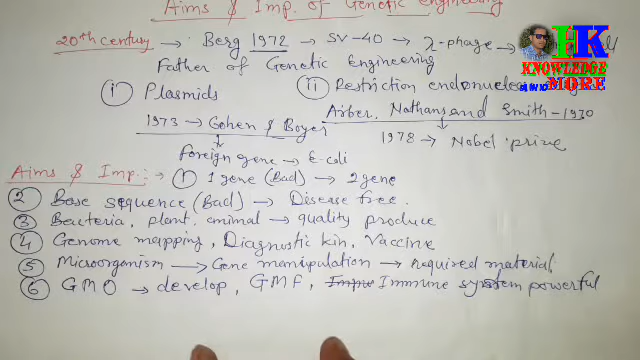 Aims & Imp. of Genetic engineering
20th century → Berg 1972 → SV-40 → λ-phage →
Father of Genetic Engineering
HK
KNOWLEDGE
MORE
i Plasmids
ii Restriction endonuclea
Arber, Nathans and Smith - 1970
1973 → Cohen & Boyer
1978 → Nobel prize
Foreign gene → E-coli
Aims & Imp :-
1 1 gene (Bad) → 2 gene
2 Base sequence (Bad) → Disease free.
3 Bacteria, plant, animal → quality produce
4 Genome mapping, Diagnostic kin, Vaccine
5 Microorganism → Gene manipulation → required material
6 GMO → develop, GMF, Immune system powerful